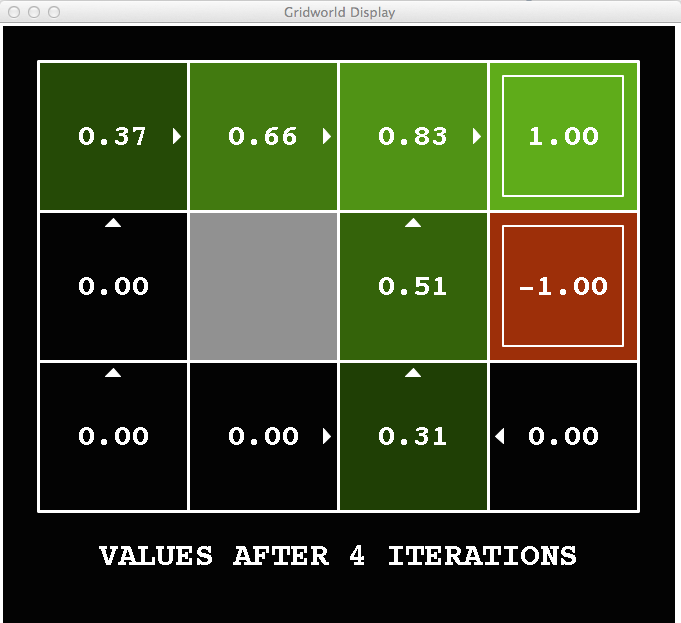 Gridworld Display
0.37 0.66 0.83 1.00
0.00 0.51 -1.00
0.00 0.00 0.31 0.00
VALUES AFTER 4 ITERATIONS